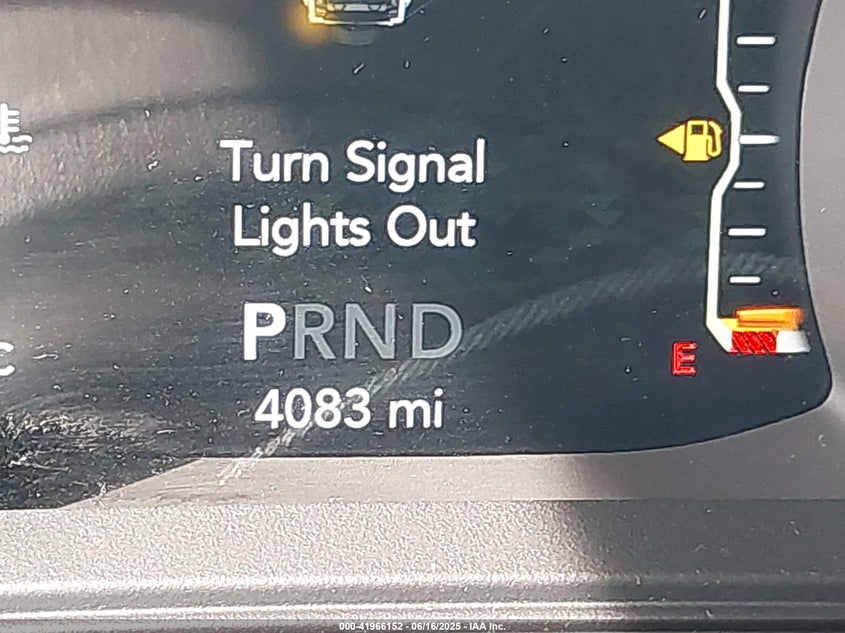 Turn Signal
Lights Out
PRND
E
4083 mi
C
000-41966152 - 06/16/2025 - IAA Inc.